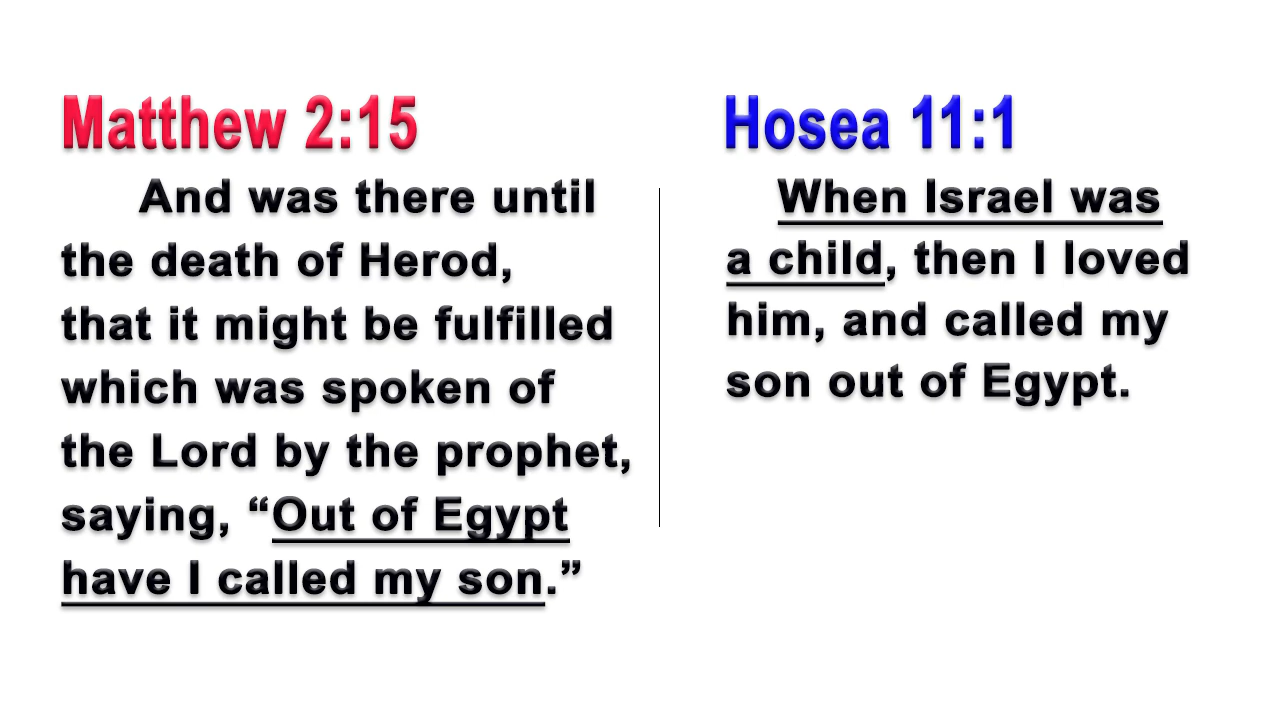 Matthew 2:15
And was there until
the death of Herod,
that it might be fulfilled
which was spoken of
the Lord by the prophet,
saying, “Out of Egypt
have I called my son.”
Hosea 11:1
When Israel was
a child, then I loved
him, and called my
son out of Egypt.